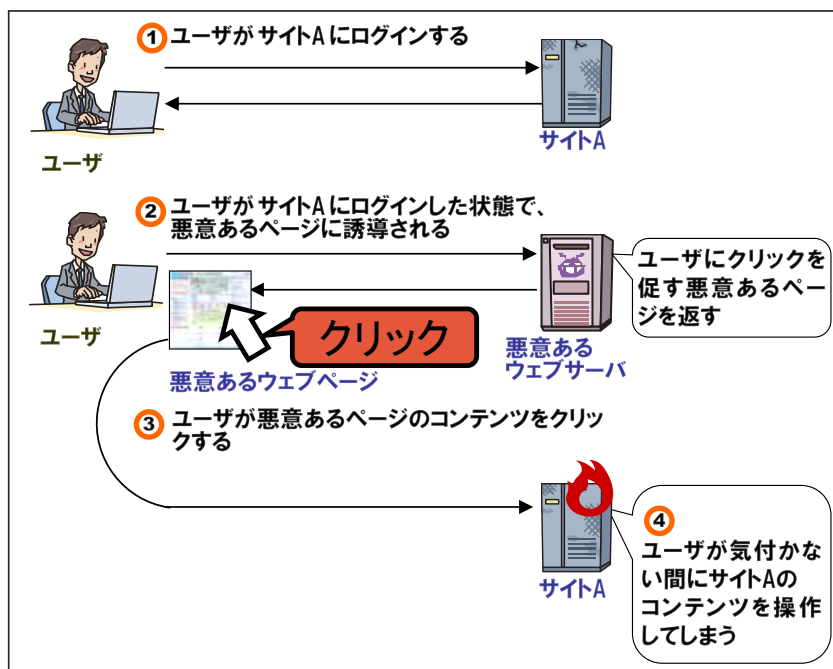 ① ユーザがサイトAにログインする
サイトA
ユーザ
② ユーザがサイトAにログインした状態で、
悪意あるページに誘導される
ユーザにクリックを
促す悪意あるペー
ジを返す
クリック
ユーザ
悪意あるウェブページ
悪意ある
ウェブサーバ
③ ユーザが悪意あるページのコンテンツをクリッ
クする
④
ユーザが気付かな
い間にサイトAの
コンテンツを操作
してしまう
サイトA